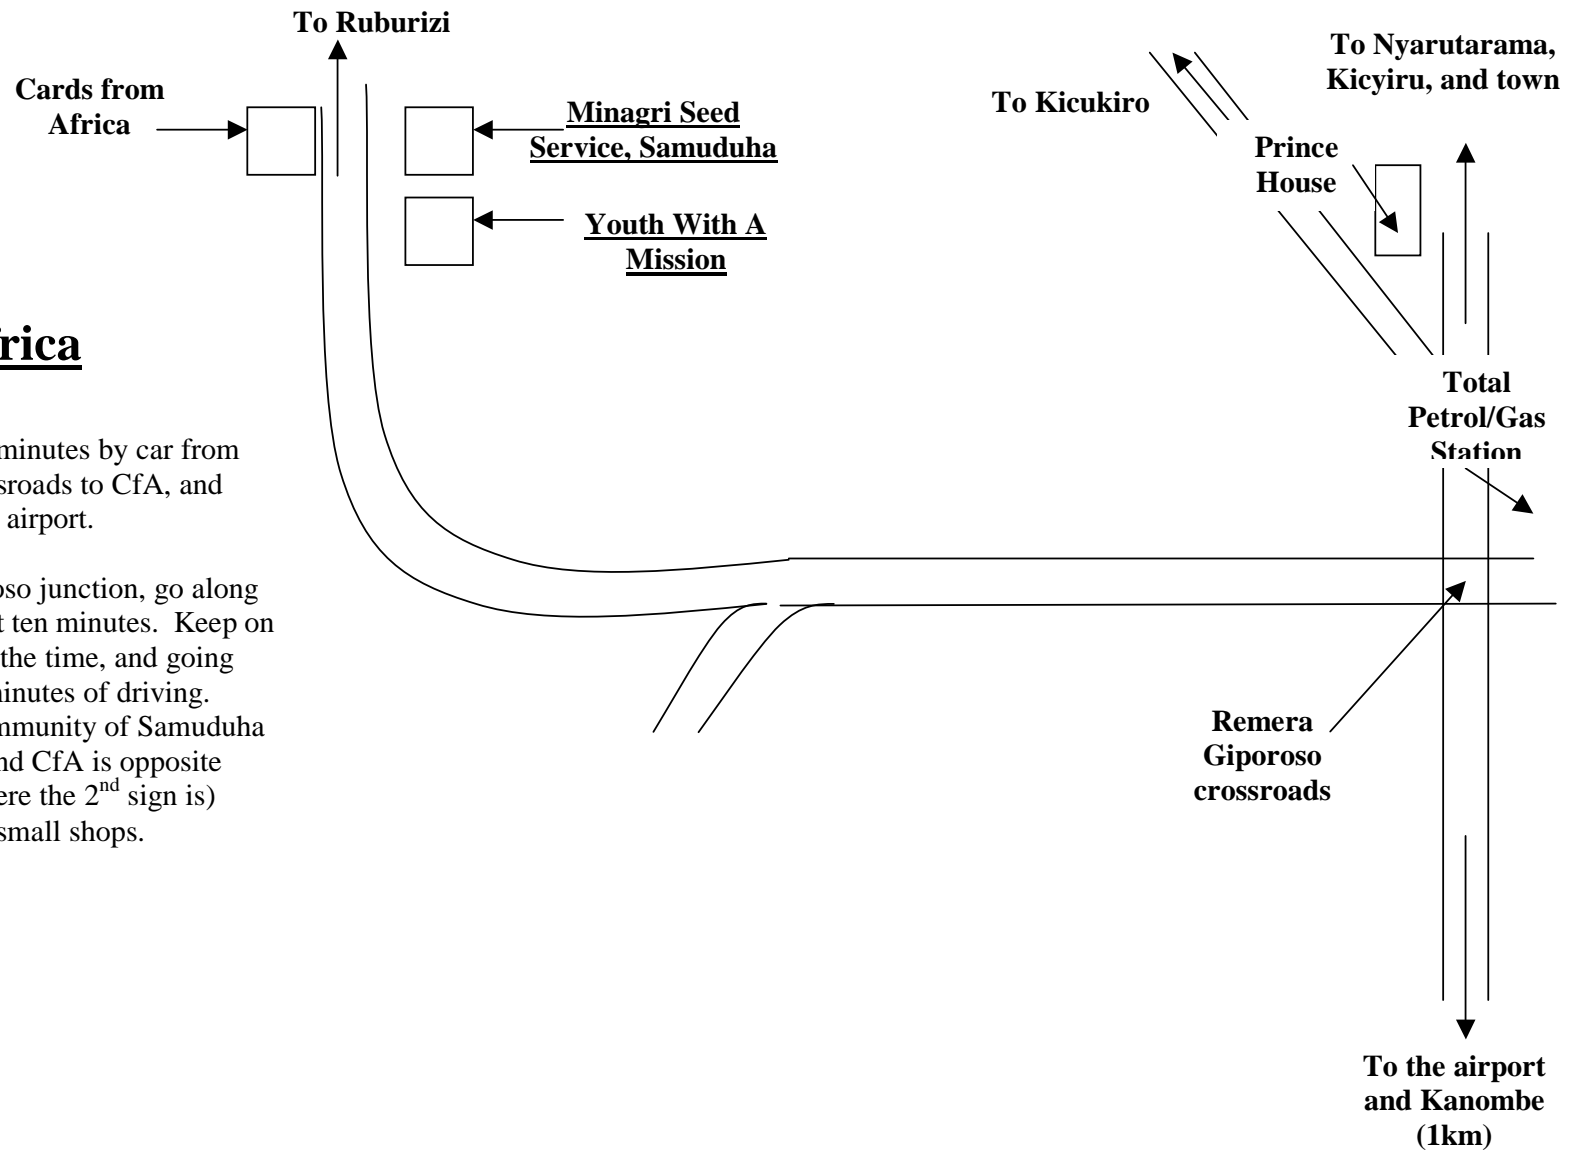 To Ruburizi
Cards from
Africa
Minagri Seed
Service, Samuduha
Youth With A
Mission
To Kicukiro
To Nyarutarama,
Kicyiru, and town
Prince
House
Total
Petrol/Gas
Station
Remera
Giporoso
crossroads
To the airport
and Kanombe
(1km)
frica
minutes by car from
sroads to CfA, and
airport.
oso junction, go along
t ten minutes. Keep on
the time, and going
minutes of driving.
mmunity of Samuduha
nd CfA is opposite
ere the 2nd sign is)
small shops.